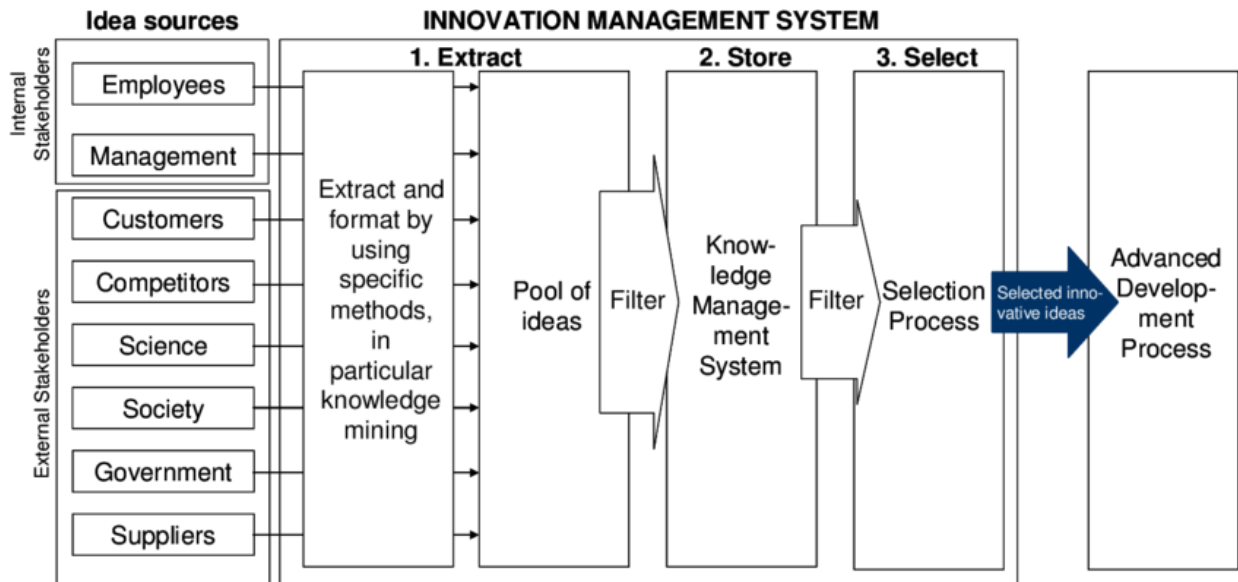 Idea sources
INNOVATION MANAGEMENT SYSTEM
1. Extract
2. Store
3. Select
Internal
Stakeholders
Employees
Management
External Stakeholders
Customers
Competitors
Science
Society
Government
Suppliers
Extract and
format by
using
specific
methods,
in
particular
knowledge
mining
Pool of
ideas
Filter
Know-
ledge
Manage-
ment
System
Filter
Selection
Process
Selected inno-
vative ideas
Advanced
Develop-
ment
Process